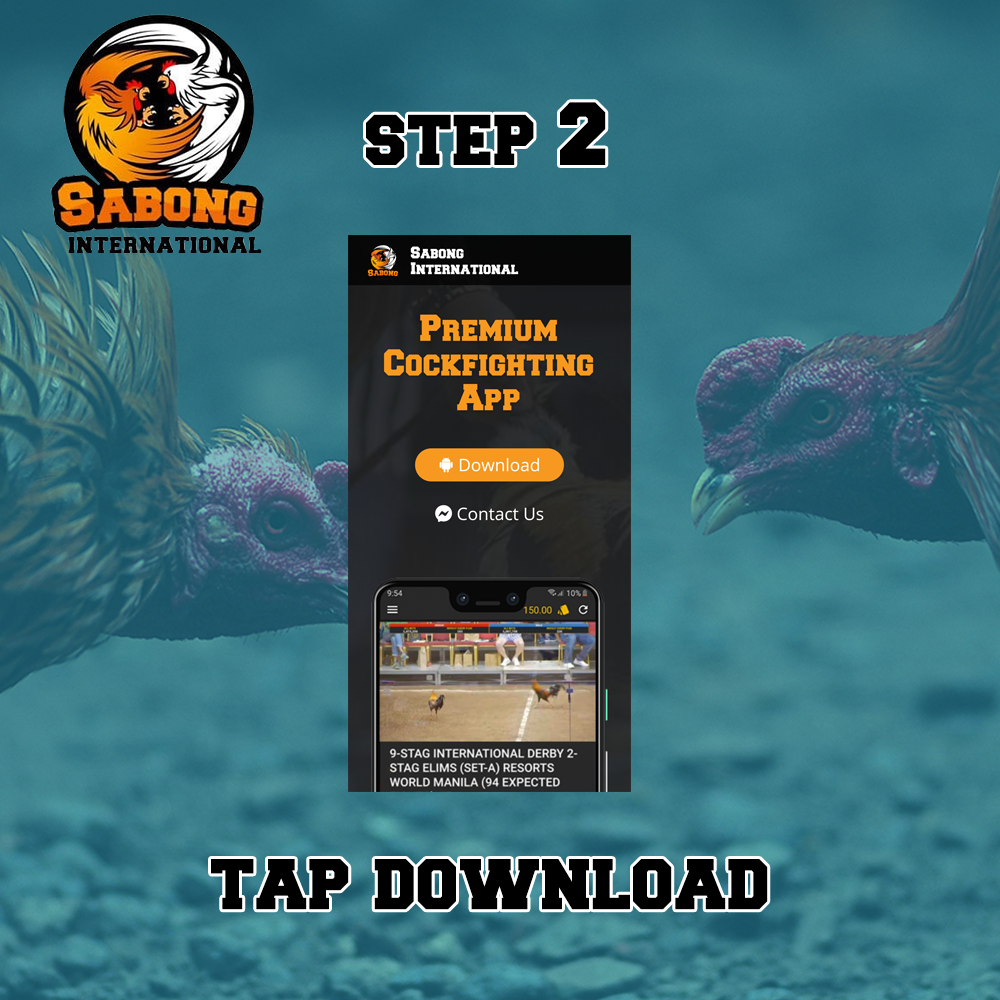 SABONG
INTERNATIONAL
STEP 2
SABONG
SABONG
INTERNATIONAL
PREMIUM
COCKFIGHTING
APP
Download
Contact Us
9:54
10%
150.00
9-STAG INTERNATIONAL DERBY 2-
STAG ELIMS (SET-A) RESORTS
WORLD MANILA (94 EXPECTED
TAP DOWNLOAD